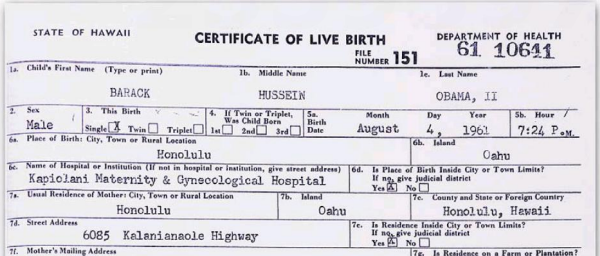 STATE OF HAWAII CERTIFICATE OF LIVE BIRTH DEPARTMENT OF HEALTH
FILE NUMBER 151 61 10641
1a. Child's First Name (Type or print) 1b. Middle Name 1c. Last Name
BARACK HUSSEIN OBAMA, II
2. Sex 3. This Birth 4. If Twin or Triplet, Was Child Born 5a. Birth Date Month Day Year 5b. Hour
Male Single X Twin Triplet 1st 2nd 3rd August 4, 1961 7:24 P.M.
6a. Place of Birth: City, Town or Rural Location 6b. Island
Honolulu Oahu
6c. Name of Hospital or Institution (If not in hospital or institution, give street address) 6d. Is Place of Birth Inside City or Town Limits? If no, give judicial district
Kapiolani Maternity & Gynecological Hospital Yes X No
7a. Usual Residence of Mother: City, Town or Rural Location 7b. Island 7c. County and State or Foreign Country
Honolulu Oahu Honolulu, Hawaii
7d. Street Address 7e. Is Residence Inside City or Town Limits? If no, give judicial district
6085 Kalanianaole Highway Yes X No
7f. Mother's Mailing Address 7g. Is Residence on a Farm or Plantation?